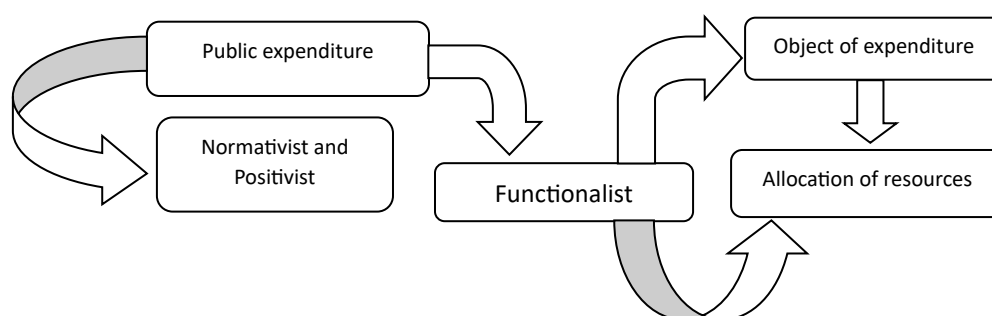 Public expenditure
Normativist and
Positivist
Functionalist
Object of expenditure
Allocation of resources